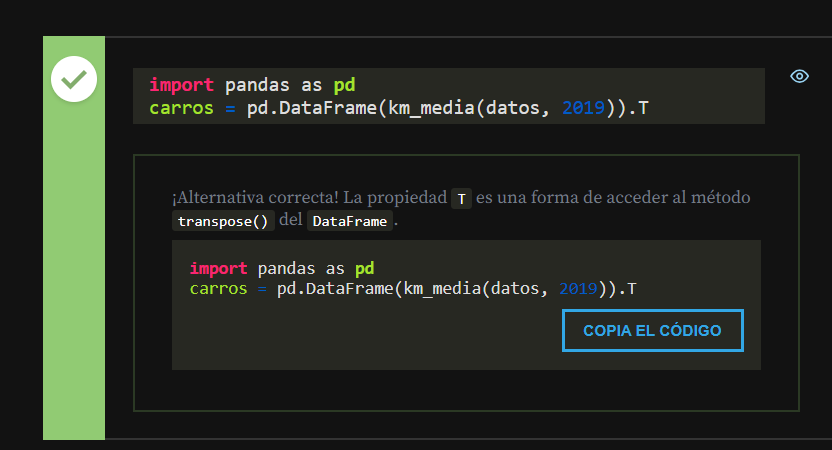 import pandas as pd
carros = pd.DataFrame(km_media(datos, 2019)).T
¡Alternativa correcta! La propiedad T es una forma de acceder al método
transpose() del DataFrame.
import pandas as pd
carros = pd.DataFrame(km_media(datos, 2019)).T
COPIA EL CÓDIGO